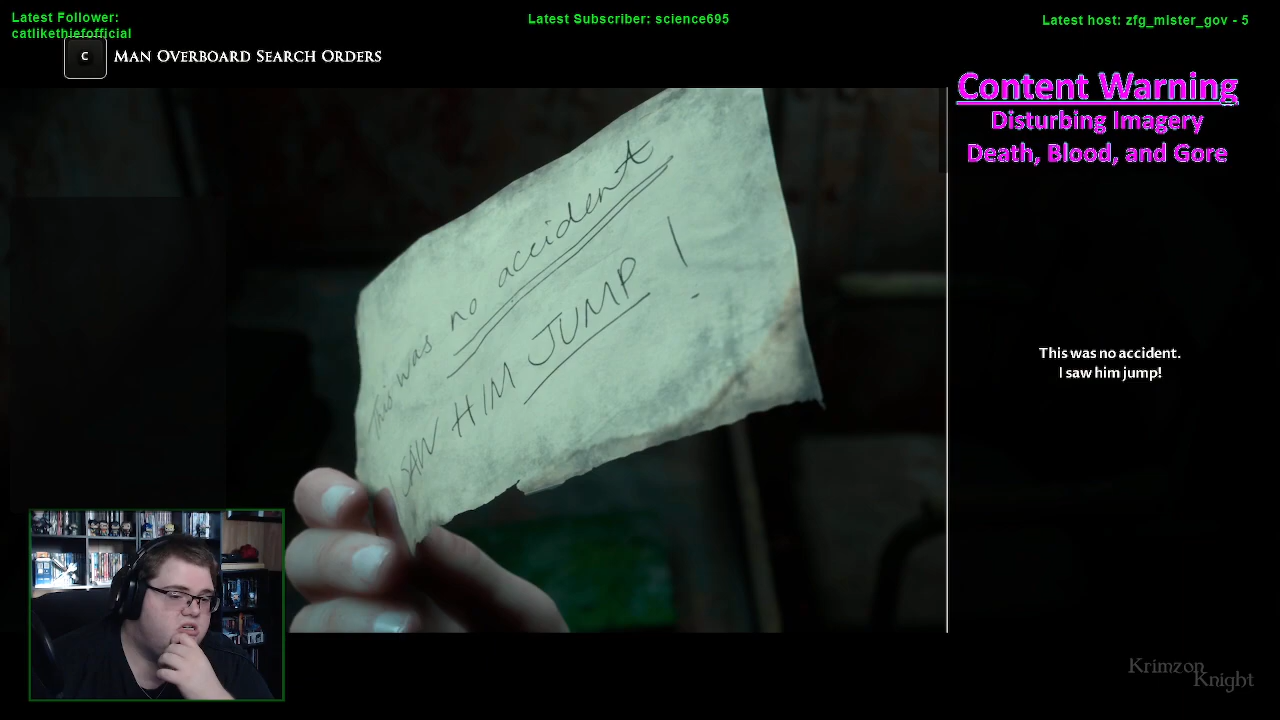 Latest Follower:
catlikethiefofficial
Latest Subscriber: science695
Latest host: zfg_mister_gov - 5
C Man Overboard Search Orders
Content Warning
Disturbing Imagery
Death, Blood, and Gore
This was no accident
I SAW HIM JUMP!
This was no accident.
I saw him jump!
Krimzon
Knight